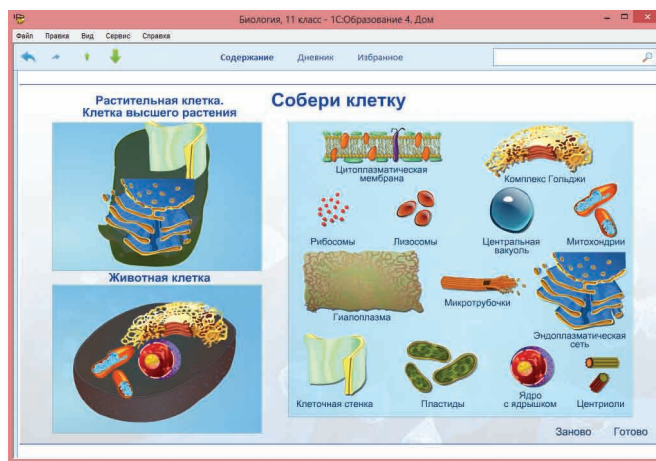 Биология, 11 класс - 1С:Образование 4. Дом
Файл Правка Вид Сервис Справка
Содержание Дневник Избранное
Растительная клетка.
Клетка высшего растения
Собери клетку
Цитоплазматическая
мембрана
Комплекс Гольджи
Рибосомы
Лизосомы
Центральная
вакуоль
Митохондрии
Животная клетка
Гиалоплазма
Микротрубочки
Эндоплазматическая
сеть
Клеточная стенка
Пластиды
Ядро
с ядрышком
Центриоли
Заново Готово